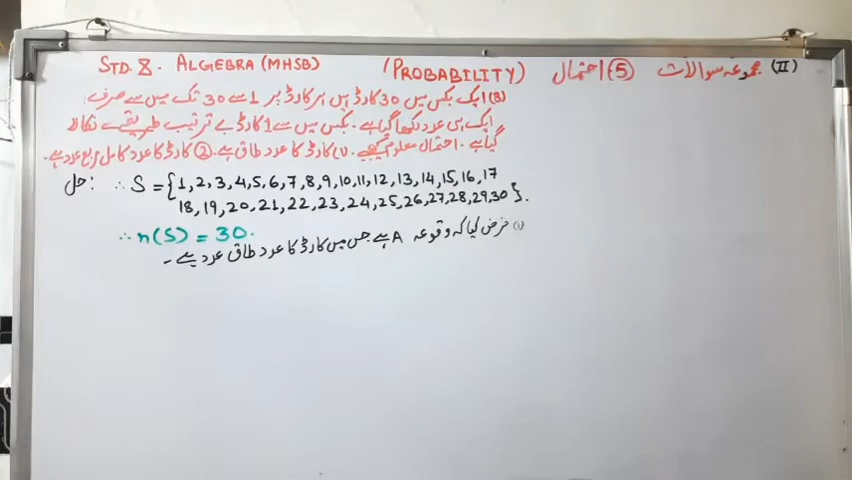 STD. 8. ALGEBRA (MHSB) (PROBABILITY) احتمال (5) مجموعہ سوالات (II)
(8) ایک بکس میں 30 کارڈ ہیں ہر کارڈ پر 1 سے 30 تک میں سے صرف
ایک ہی عدد لکھا گیا ہے۔ بکس میں سے 1 کارڈ بے ترتیب طریقے سے نکالا
گیا ہے۔ احتمال معلوم کیجیے (1) کارڈ کا عدد طاق ہے۔ (2) کارڈ کا عدد کامل مربع عدد ہے۔
حل : ∴ S = {1,2,3,4,5,6,7,8,9,10,11,12,13,14,15,16,17
18,19,20,21,22,23,24,25,26,27,28,29,30}.
∴ n(S) = 30.
(1) فرض کیا کہ وقوعہ A ہے جس میں کارڈ کا عدد طاق عدد ہے۔